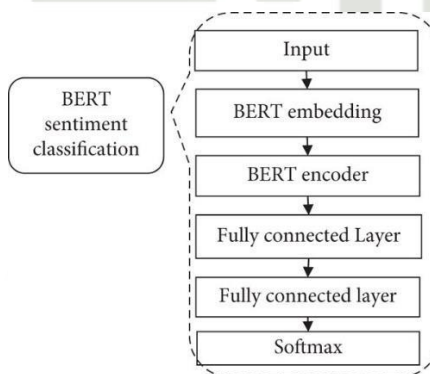 BERT
sentiment
classification
Input
BERT embedding
BERT encoder
Fully connected Layer
Fully connected layer
Softmax